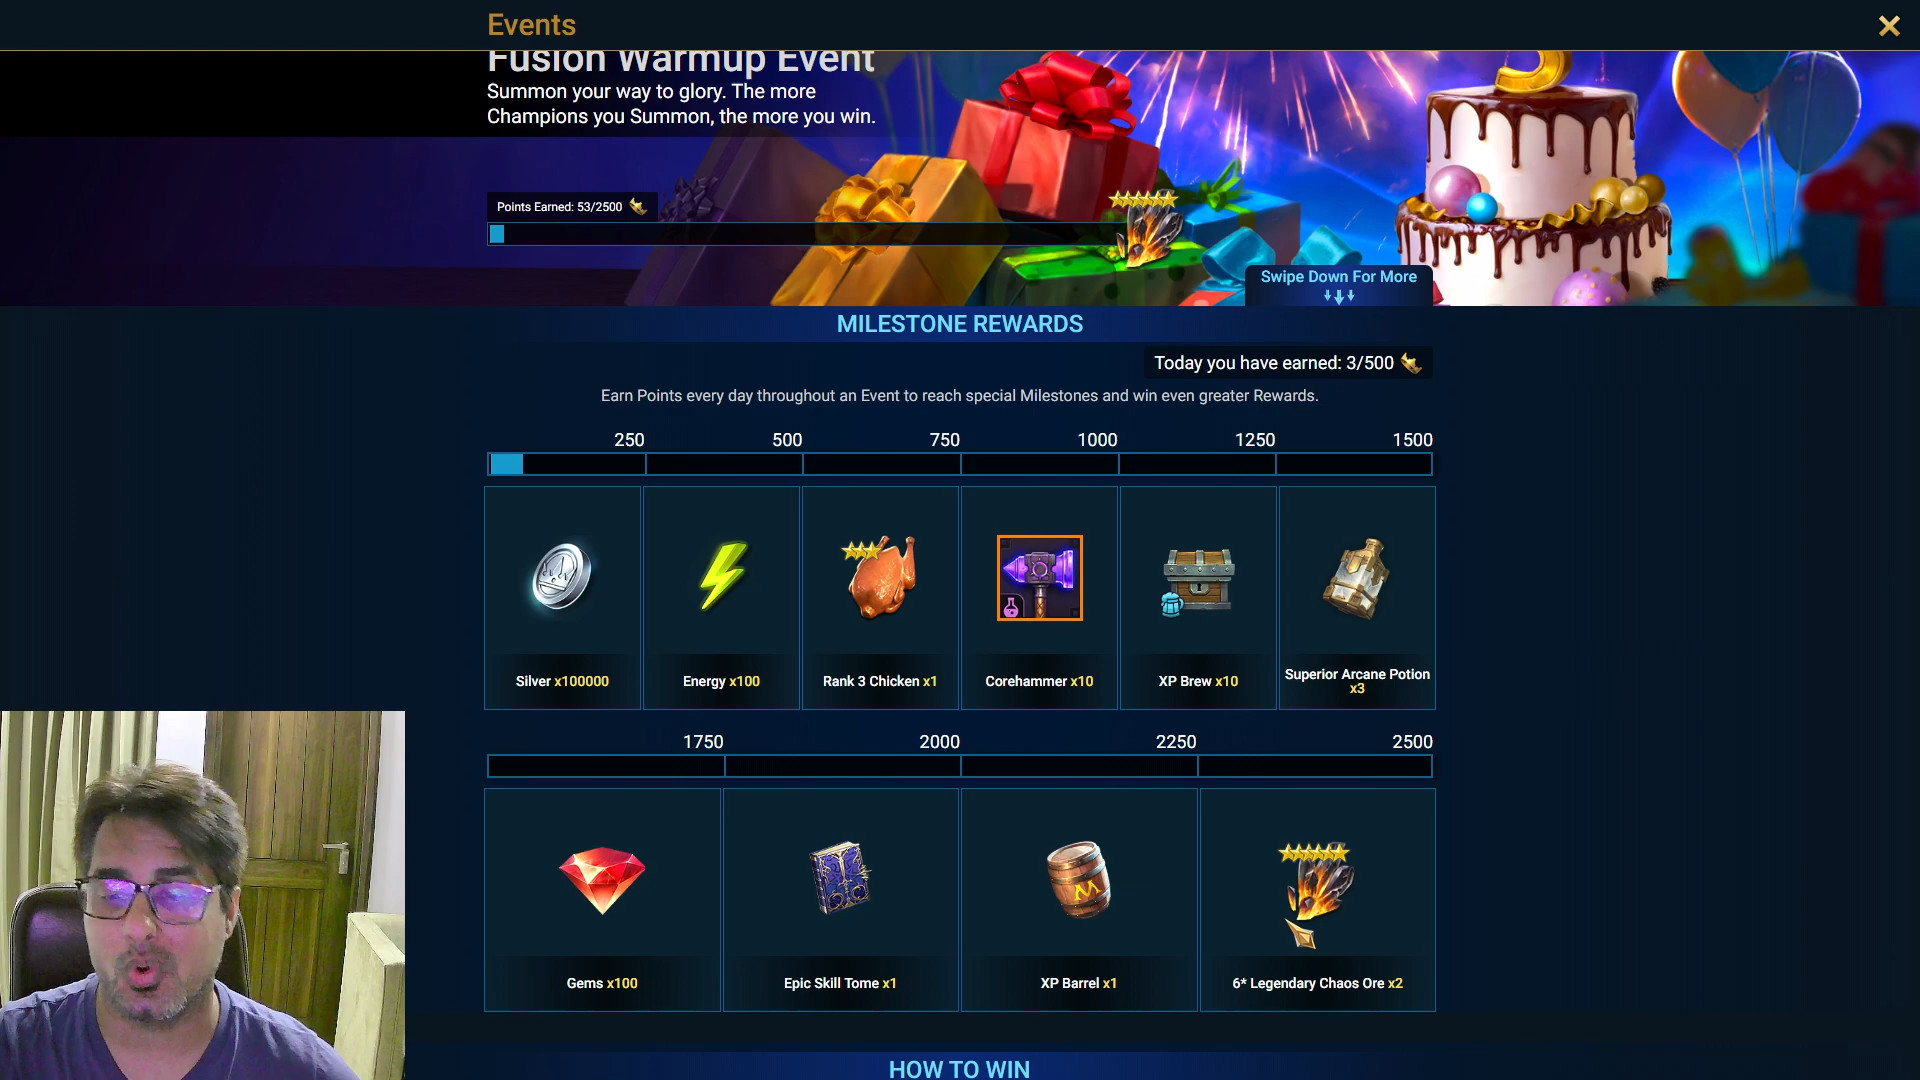 Events
Fusion Warmup Event
Summon your way to glory. The more
Champions you Summon, the more you win.
Points Earned: 53/2500
Swipe Down For More
MILESTONE REWARDS
Today you have earned: 3/500
Earn Points every day throughout an Event to reach special Milestones and win even greater Rewards.
250 500 750 1000 1250 1500
Silver x100000
Energy x100
Rank 3 Chicken x1
Corehammer x10
XP Brew x10
Superior Arcane Potion
x3
1750 2000 2250 2500
Gems x100
Epic Skill Tome x1
XP Barrel x1
6* Legendary Chaos Ore x2
HOW TO WIN